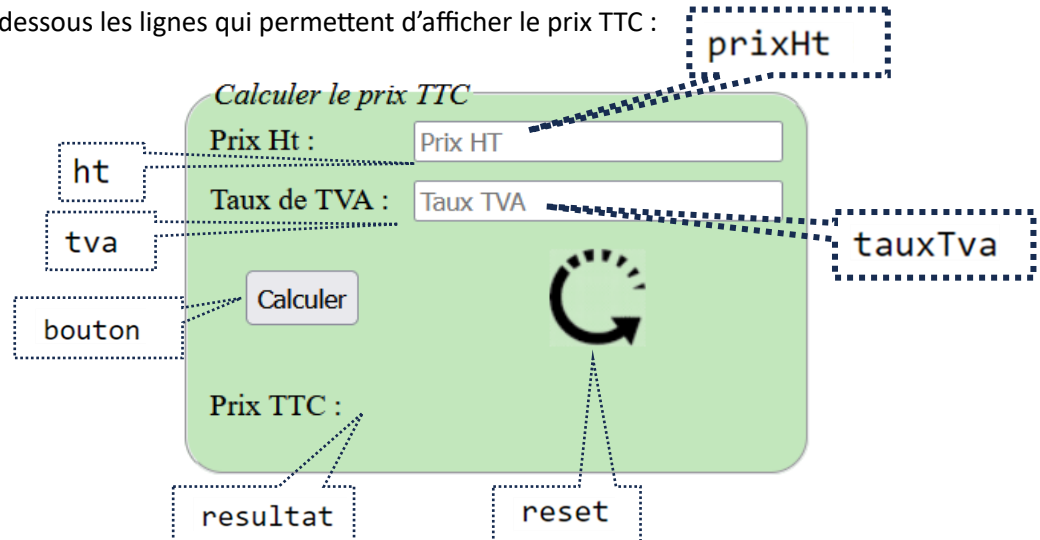 dessous les lignes qui permettent d’afficher le prix TTC :
prixHt
Calculer le prix TTC
Prix Ht :
Prix HT
ht
Taux de TVA :
Taux TVA
tva
tauxTva
Calculer
bouton
Prix TTC :
resultat
reset